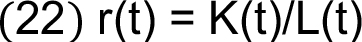 (22) r(t) = K(t)/L(t)